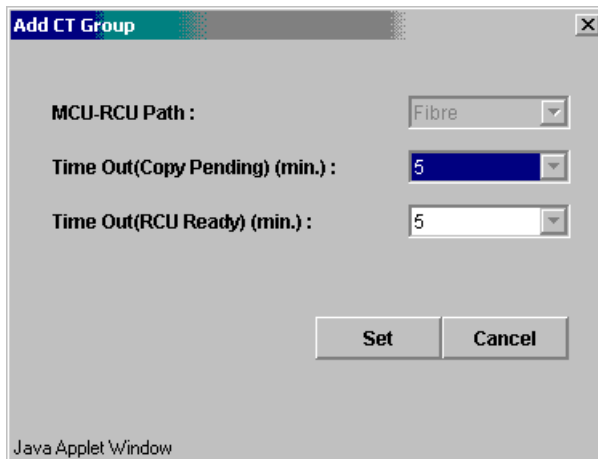 Add CT Group
MCU-RCU Path : Fibre
Time Out(Copy Pending) (min.) : 5
Time Out(RCU Ready) (min.) : 5
Set Cancel
Java Applet Window